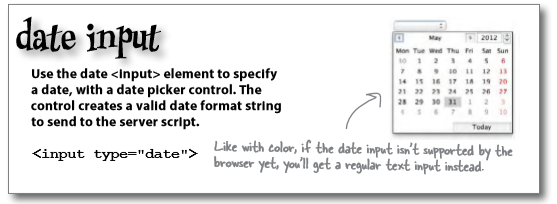 date input
Use the date <input> element to specify
a date, with a date picker control. The
control creates a valid date format string
to send to the server script.
<input type="date">
Like with color, if the date input isn't supported by the
browser yet, you'll get a regular text input instead.
May 2012
Mon Tue Wed Thu Fri Sat Sun
30 1 2 3 4 5 6
7 8 9 10 11 12 13
14 15 16 17 18 19 20
21 22 23 24 25 26 27
28 29 30 31 1 2 3
4 5 6 7 8 9 10
Today